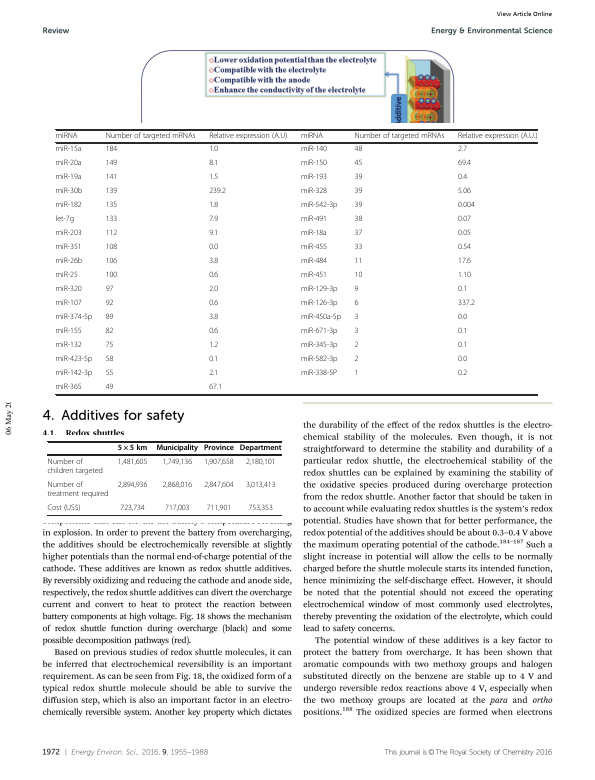 View Article Online
Review
Energy & Environmental Science
oLower oxidation potential than the electrolyte
oCompatible with the electrolyte
oCompatible with the anode
oEnhance the conductivity of the electrolyte
dditive
miRNA Number of targeted mRNAs Relative expression (A.U) miRNA Number of targeted mRNAs Relative expression (A.U.)
miR-15a 184 1.0 miR-140 48 2.7
miR-20a 149 8.1 miR-150 45 69.4
miR-19a 141 1.5 miR-193 39 0.4
miR-30b 139 239.2 miR-328 39 5.06
miR-182 135 1.8 miR-542-3p 39 0.004
let-7g 133 7.9 miR-491 38 0.07
miR-203 112 9.1 miR-18a 37 0.05
miR-351 108 0.0 miR-455 33 0.54
miR-26b 106 3.8 miR-484 11 17.6
miR-25 100 0.6 miR-451 10 1.10
miR-320 97 2.0 miR-129-3p 9 0.1
miR-107 92 0.6 miR-126-3p 6 337.2
miR-374-5p 89 3.8 miR-450a-5p 3 0.0
miR-155 82 0.6 miR-671-3p 3 0.1
miR-132 75 1.2 miR-345-3p 2 0.1
miR-423-5p 58 0.1 miR-582-3p 2 0.0
miR-142-3p 55 2.1 miR-338-5P 1 0.2
miR-365 49 67.1
06 May 20
4. Additives for safety
4.1. Redox shuttles
5 × 5 km Municipality Province Department
Number of children targeted 1,481,605 1,749,136 1,907,658 2,180,101
Number of treatment required 2,894,936 2,868,016 2,847,604 3,013,413
Cost (US$) 723,734 717,003 711,901 753,353
in explosion. In order to prevent the battery from overcharging,
the additives should be electrochemically reversible at slightly
higher potentials than the normal end-of-charge potential of the
cathode. These additives are known as redox shuttle additives.
By reversibly oxidizing and reducing the cathode and anode side,
respectively, the redox shuttle additives can divert the overcharge
current and convert to heat to protect the reaction between
battery components at high voltage. Fig. 18 shows the mechanism
of redox shuttle function during overcharge (black) and some
possible decomposition pathways (red).
Based on previous studies of redox shuttle molecules, it can
be inferred that electrochemical reversibility is an important
requirement. As can be seen from Fig. 18, the oxidized form of a
typical redox shuttle molecule should be able to survive the
diffusion step, which is also an important factor in an electro-
chemically reversible system. Another key property which dictates
the durability of the effect of the redox shuttles is the electro-
chemical stability of the molecules. Even though, it is not
straightforward to determine the stability and durability of a
particular redox shuttle, the electrochemical stability of the
redox shuttles can be explained by examining the stability of
the oxidative species produced during overcharge protection
from the redox shuttle. Another factor that should be taken in
to account while evaluating redox shuttles is the system's redox
potential. Studies have shown that for better performance, the
redox potential of the additives should be about 0.3–0.4 V above
the maximum operating potential of the cathode.184–187 Such a
slight increase in potential will allow the cells to be normally
charged before the shuttle molecule starts its intended function,
hence minimizing the self-discharge effect. However, it should
be noted that the potential should not exceed the operating
electrochemical window of most commonly used electrolytes,
thereby preventing the oxidation of the electrolyte, which could
lead to safety concerns.
The potential window of these additives is a key factor to
protect the battery from overcharge. It has been shown that
aromatic compounds with two methoxy groups and halogen
substituted directly on the benzene are stable up to 4 V and
undergo reversible redox reactions above 4 V, especially when
the two methoxy groups are located at the para and ortho
positions.188 The oxidized species are formed when electrons
1972 | Energy Environ. Sci., 2016, 9, 1955–1988
This journal is © The Royal Society of Chemistry 2016